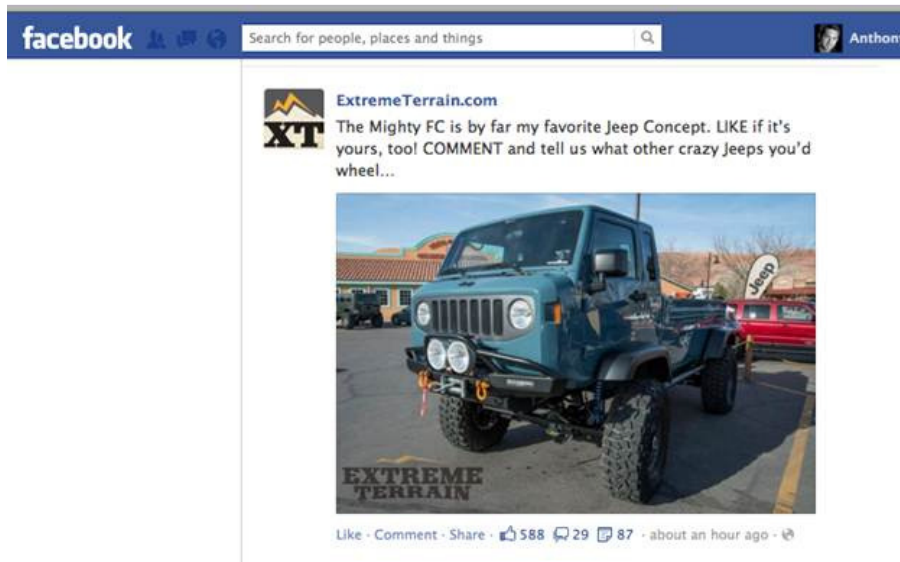 facebook
Search for people, places and things
Anthon
XT
ExtremeTerrain.com
The Mighty FC is by far my favorite Jeep Concept. LIKE if it's
yours, too! COMMENT and tell us what other crazy Jeeps you'd
wheel...
Jeep
EXTREME
TERRAIN
Like · Comment · Share · 588 29 87 · about an hour ago ·